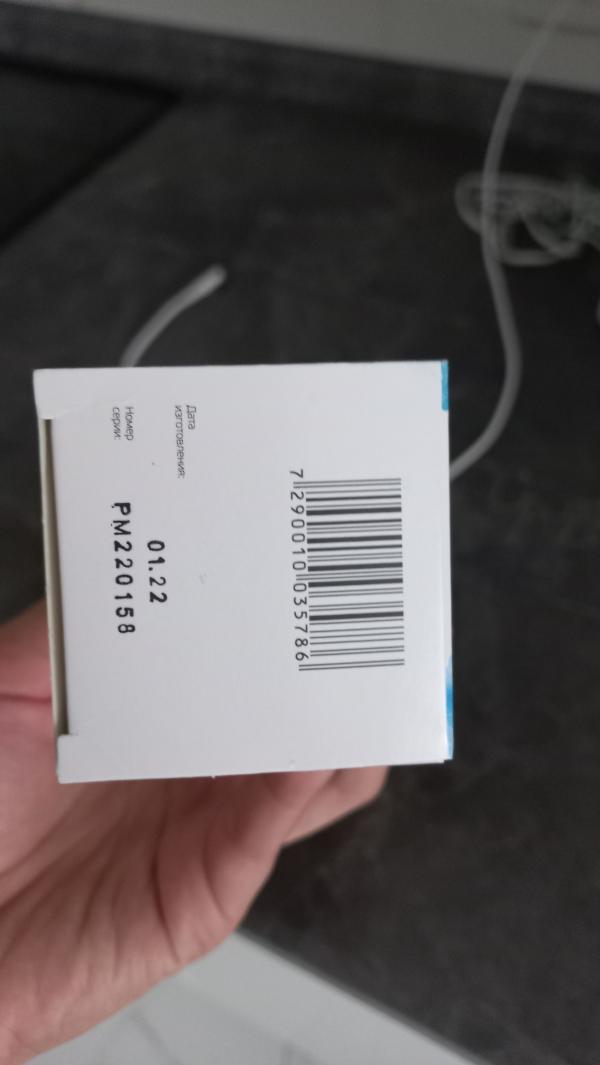 7 290010 035786
Дата
изготовления:
01.22
Номер
серии:
PM220158